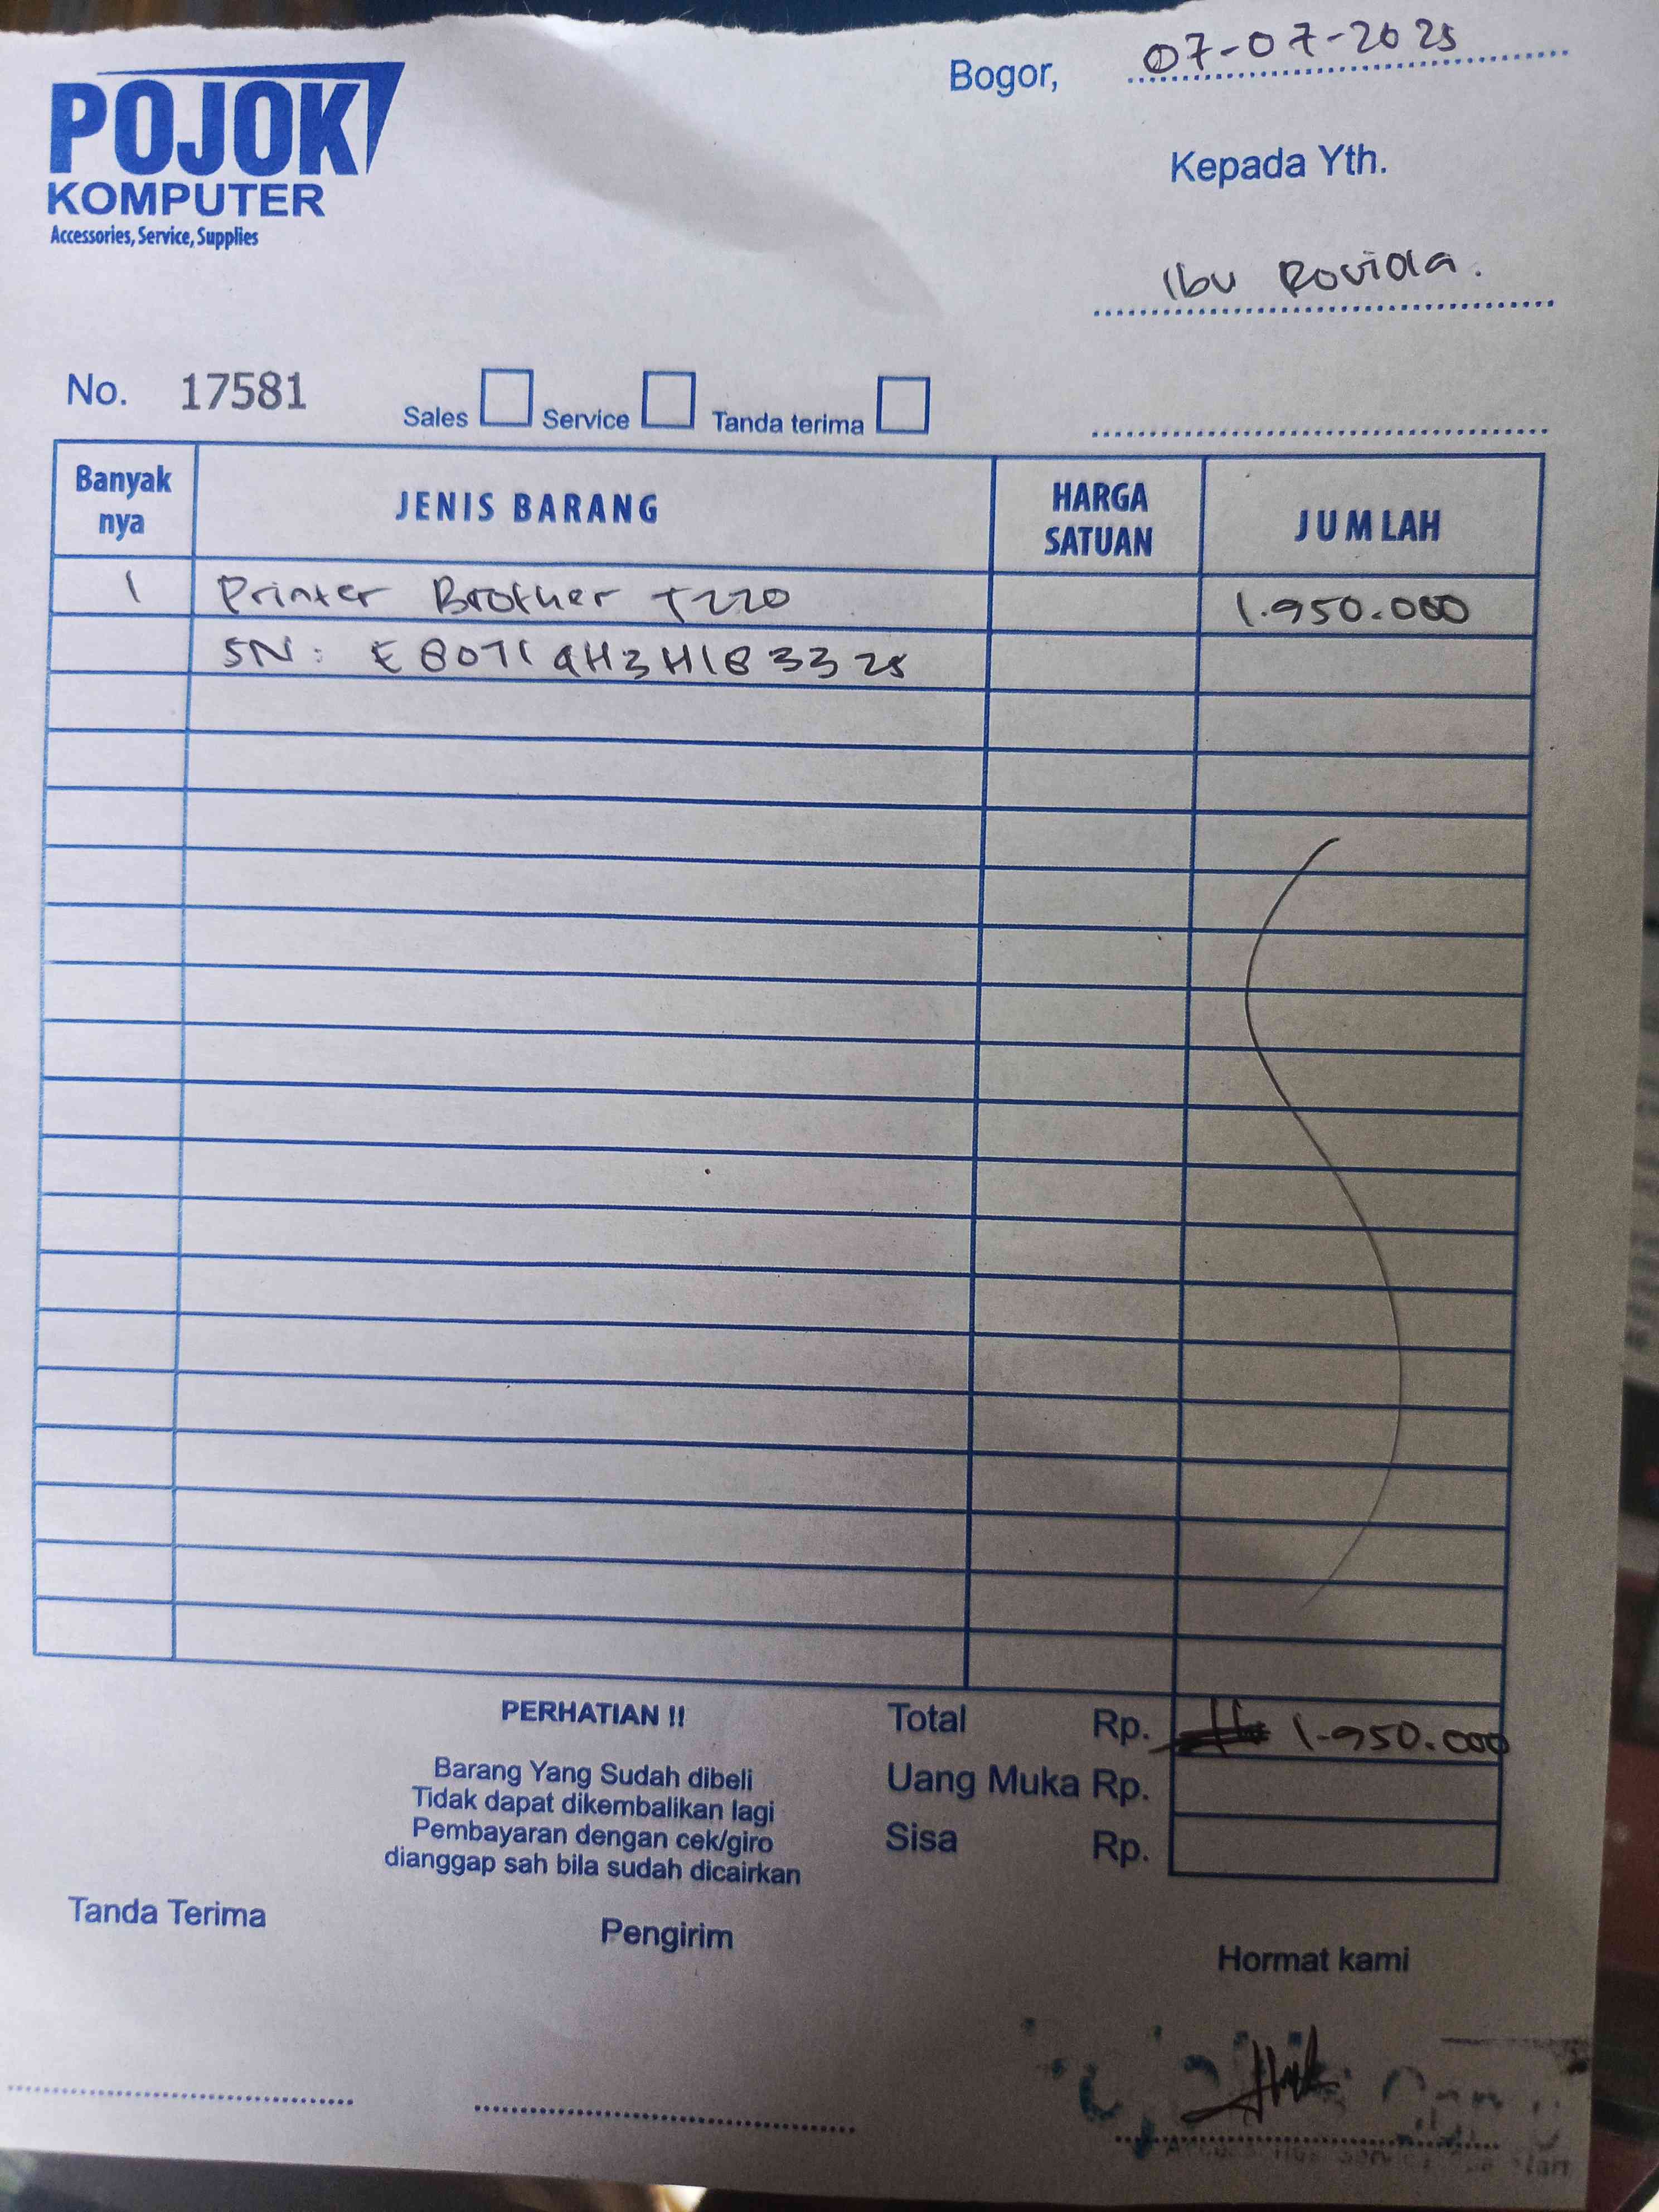 POJOK
KOMPUTER
Accessories, Service, Supplies
Bogor, 07-07-2025
Kepada Yth.
Ibu Rovida.
No. 17581 Sales Service Tanda terima
Banyak nya JENIS BARANG HARGA SATUAN JUMLAH
1 Printer Brother T220 1.950.000
SN:
PERHATIAN !!
Barang Yang Sudah dibeli
Tidak dapat dikembalikan lagi
Pembayaran dengan cek/giro
dianggap sah bila sudah dicairkan
Total Rp. 1.950.000
Uang Muka Rp.
Sisa Rp.
Tanda Terima Pengirim Hormat kami